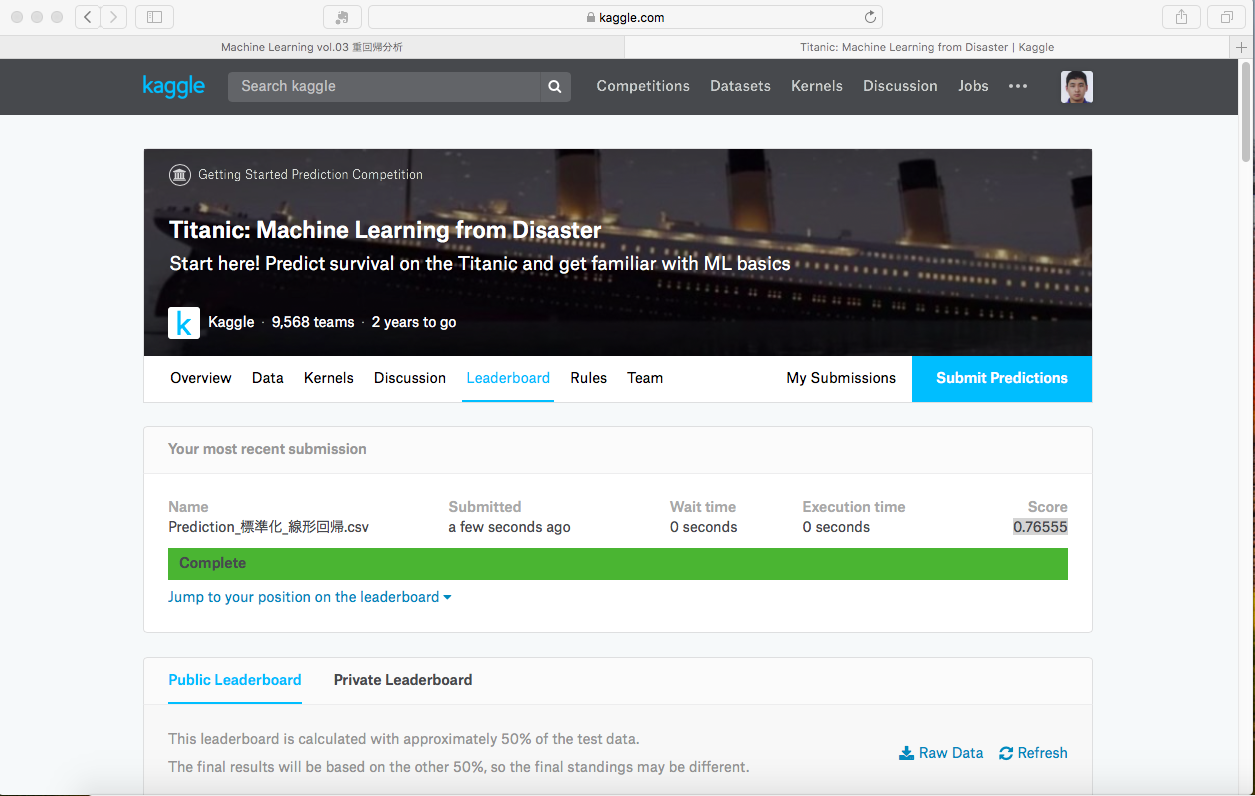 kaggle.com
Machine Learning vol.03 重回帰分析
Titanic: Machine Learning from Disaster | Kaggle
kaggle
Search kaggle
Competitions Datasets Kernels Discussion Jobs •••
Getting Started Prediction Competition
Titanic: Machine Learning from Disaster
Start here! Predict survival on the Titanic and get familiar with ML basics
k
Kaggle · 9,568 teams · 2 years to go
Overview Data Kernels Discussion Leaderboard Rules Team My Submissions Submit Predictions
Your most recent submission
Name Submitted Wait time Execution time Score
Prediction_標準化_線形回帰.csv a few seconds ago 0 seconds 0 seconds 0.76555
Complete
Jump to your position on the leaderboard
Public Leaderboard Private Leaderboard
This leaderboard is calculated with approximately 50% of the test data.
Raw Data Refresh
The final results will be based on the other 50%, so the final standings may be different.